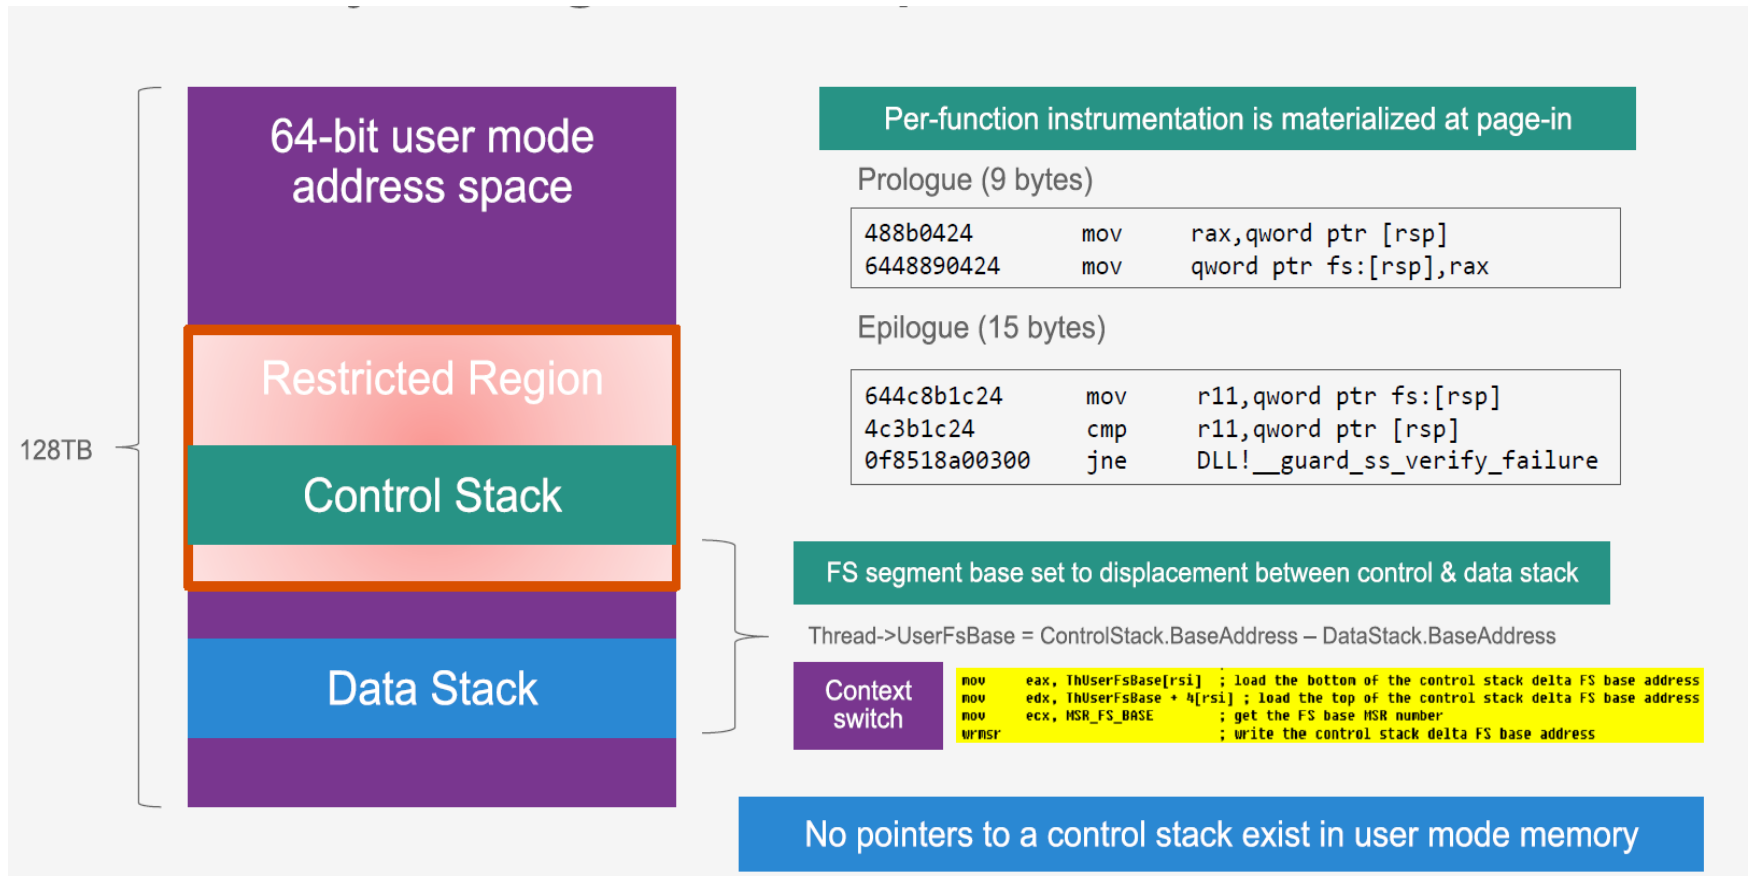 64-bit user mode
address space
Restricted Region
Control Stack
Data Stack
128TB
Per-function instrumentation is materialized at page-in
Prologue (9 bytes)
488b0424 mov rax,qword ptr [rsp]
6448890424 mov qword ptr fs:[rsp],rax
Epilogue (15 bytes)
644c8b1c24 mov r11,qword ptr fs:[rsp]
4c3b1c24 cmp r11,qword ptr [rsp]
0f8518a00300 jne DLL!__guard_ss_verify_failure
FS segment base set to displacement between control & data stack
Thread->UserFsBase = ControlStack.BaseAddress – DataStack.BaseAddress
Context
switch
mov eax, ThUserFsBase[rsi] ; load the bottom of the control stack delta FS base address
mov edx, ThUserFsBase + 4[rsi] ; load the top of the control stack delta FS base address
mov ecx, MSR_FS_BASE ; get the FS base MSR number
wrmsr ; write the control stack delta FS base address
No pointers to a control stack exist in user mode memory